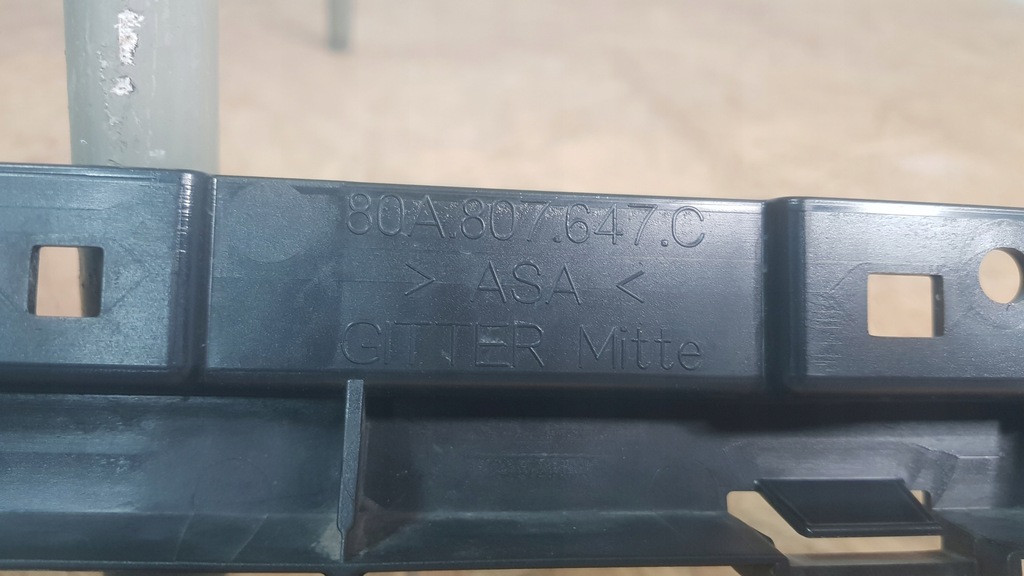 80A.807.647.C
> ASA <
GITTER Mitte